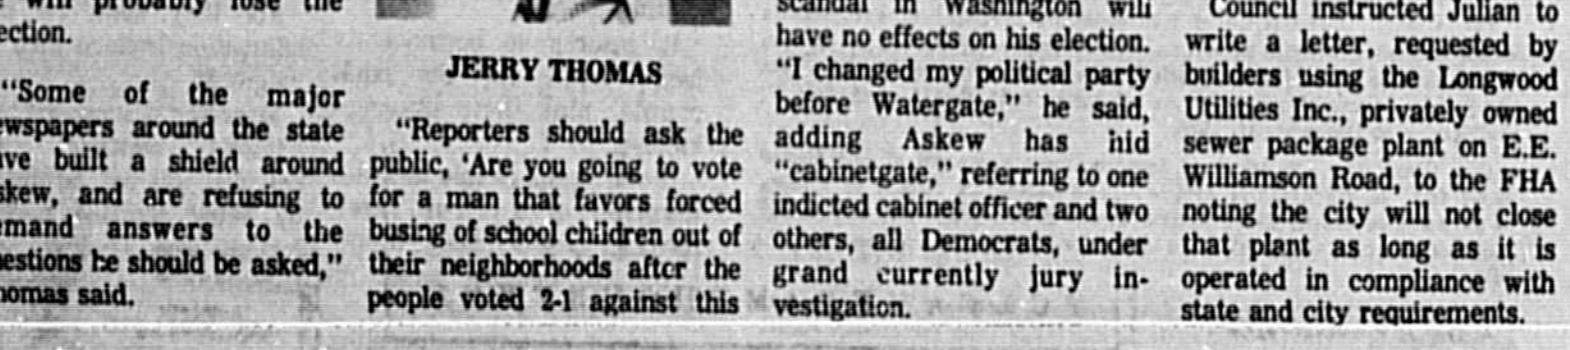 will probably lose the
ection.
"Some of the major
ewspapers around the state
ave built a shield around
skew, and are refusing to
emand answers to the
estions he should be asked,"
homas said.
JERRY THOMAS
"Reporters should ask the
public, 'Are you going to vote
for a man that favors forced
busing of school children out of
their neighborhoods after the
people voted 2-1 against this
scandal in Washington will
have no effects on his election.
"I changed my political party
before Watergate," he said,
adding Askew has hid
"cabinetgate," referring to one
indicted cabinet officer and two
others, all Democrats, under
grand currently jury in-
vestigation.
Council instructed Julian to
write a letter, requested by
builders using the Longwood
Utilities Inc., privately owned
sewer package plant on E.E.
Williamson Road, to the FHA
noting the city will not close
that plant as long as it is
operated in compliance with
state and city requirements.